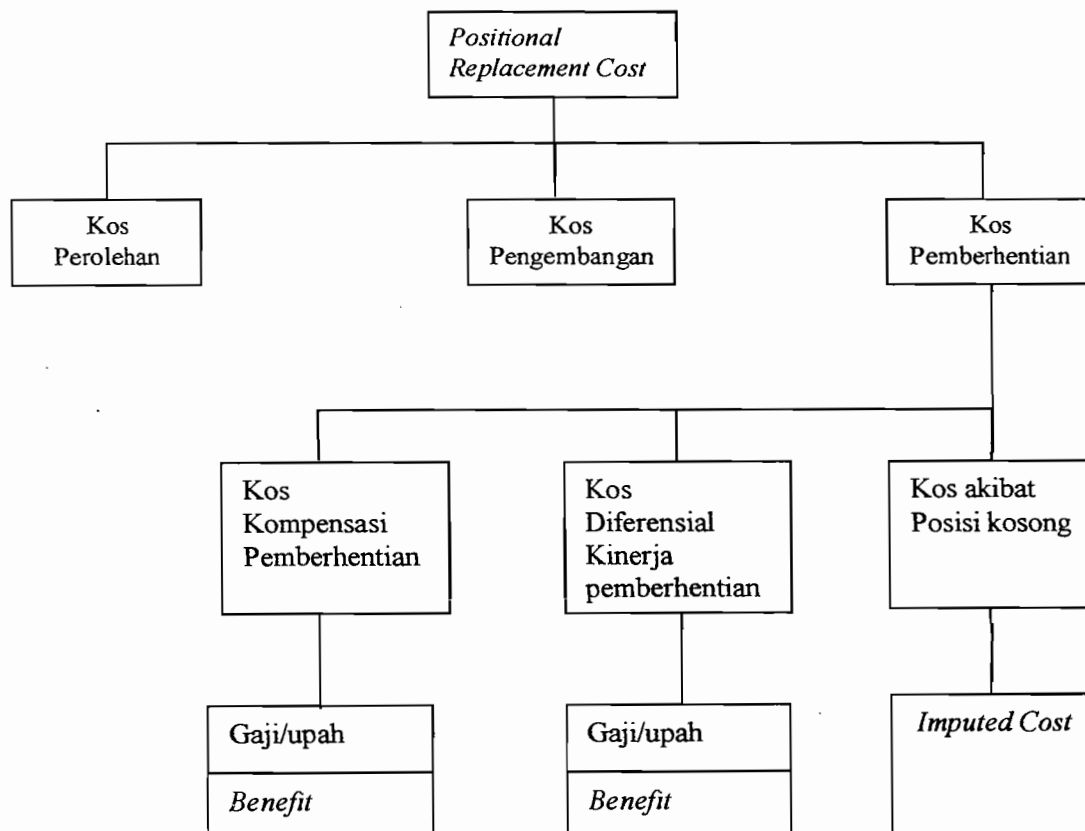 Positional
Replacement Cost
Kos
Perolehan
Kos
Pengembangan
Kos
Pemberhentian
Kos
Kompensasi
Pemberhentian
Kos
Diferensial
Kinerja
pemberhentian
Kos akibat
Posisi kosong
Gaji/upah
Benefit
Gaji/upah
Benefit
Imputed Cost